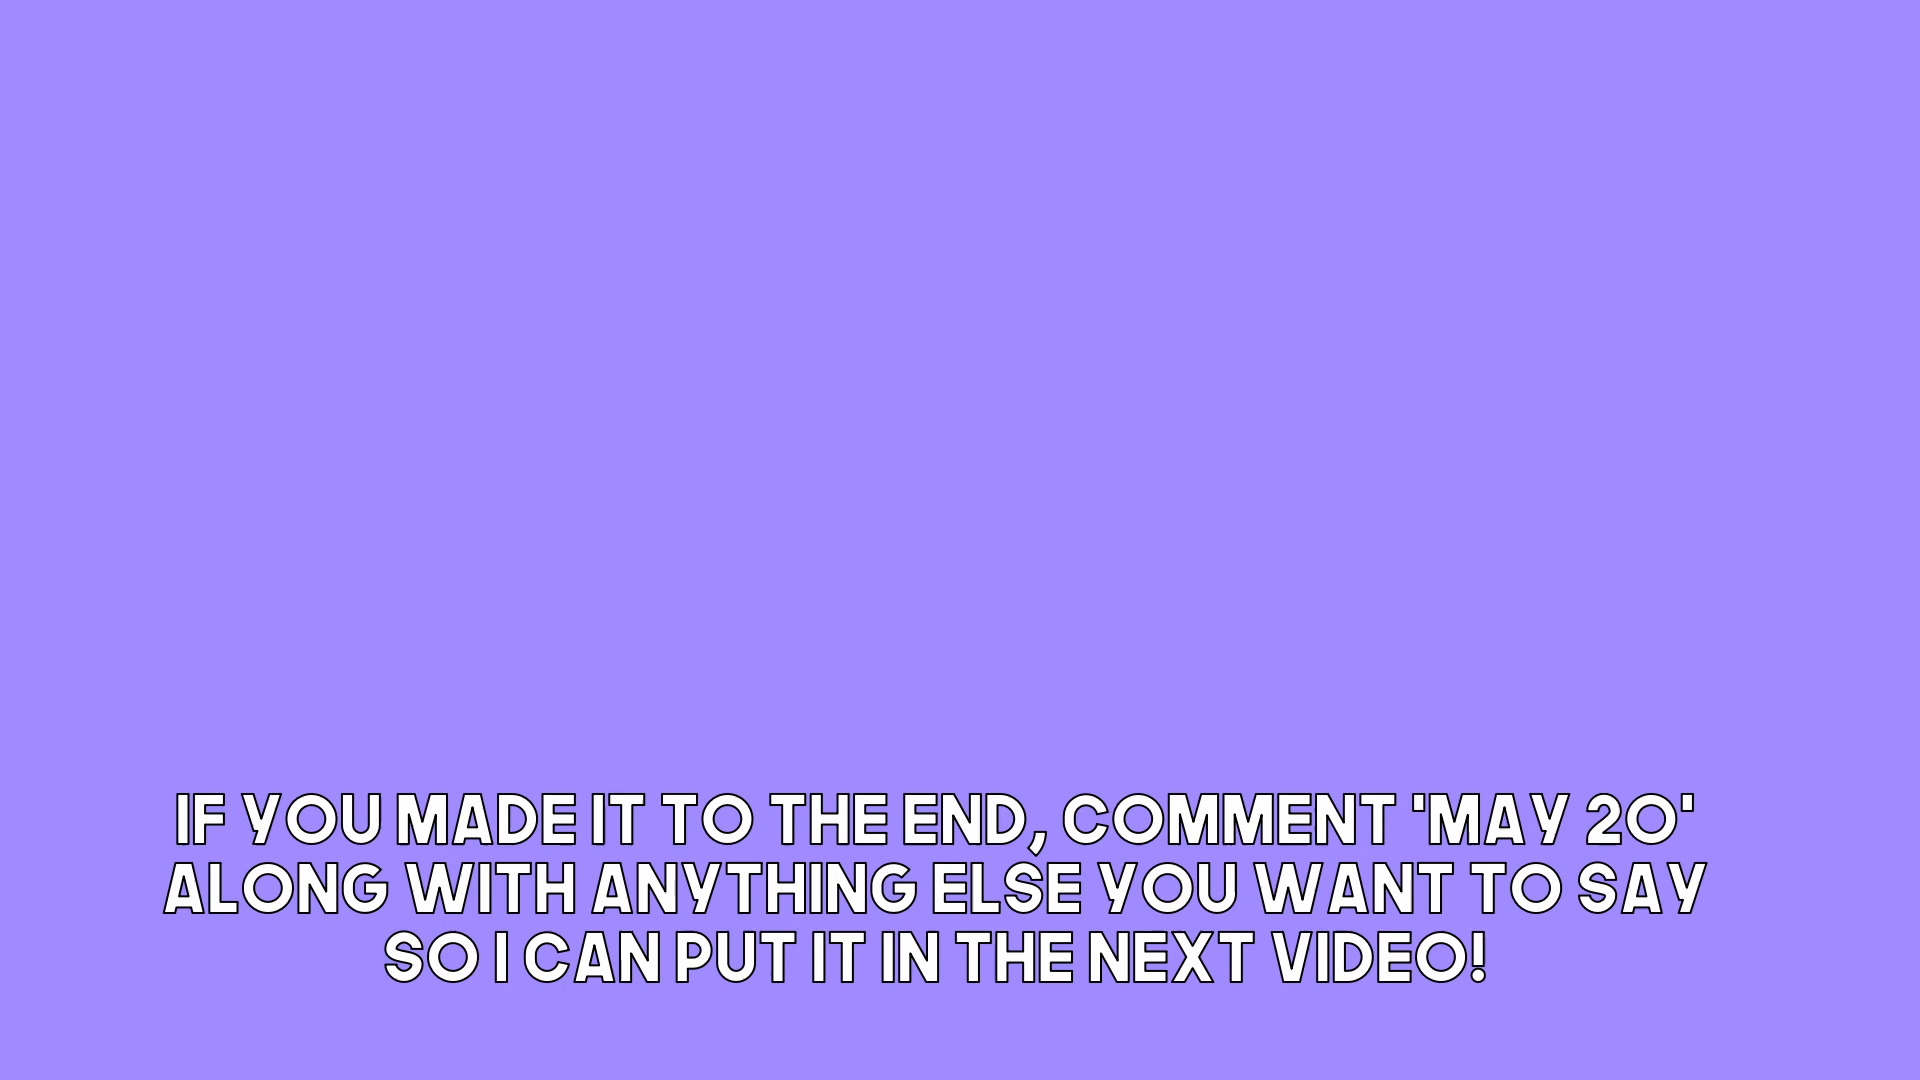 IF YOU MADE IT TO THE END, COMMENT 'MAY 20'
ALONG WITH ANYTHING ELSE YOU WANT TO SAY
SO I CAN PUT IT IN THE NEXT VIDEO!